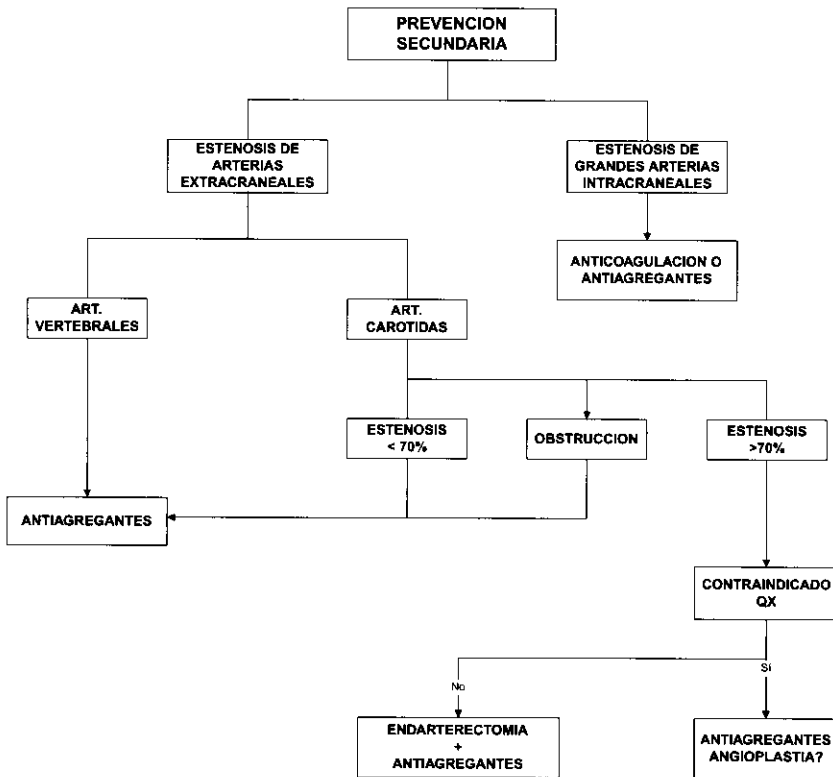 PREVENCION
SECUNDARIA
ESTENOSIS DE
ARTERIAS
EXTRACRANEALES
ESTENOSIS DE
GRANDES ARTERIAS
INTRACRANEALES
ANTICOAGULACION O
ANTIAGREGANTES
ART.
VERTEBRALES
ART.
CAROTIDAS
ESTENOSIS
< 70%
OBSTRUCCION
ESTENOSIS
>70%
ANTIAGREGANTES
CONTRAINDICADO
QX
No
Sí
ENDARTERECTOMIA
+
ANTIAGREGANTES
ANTIAGREGANTES
ANGIOPLASTIA?